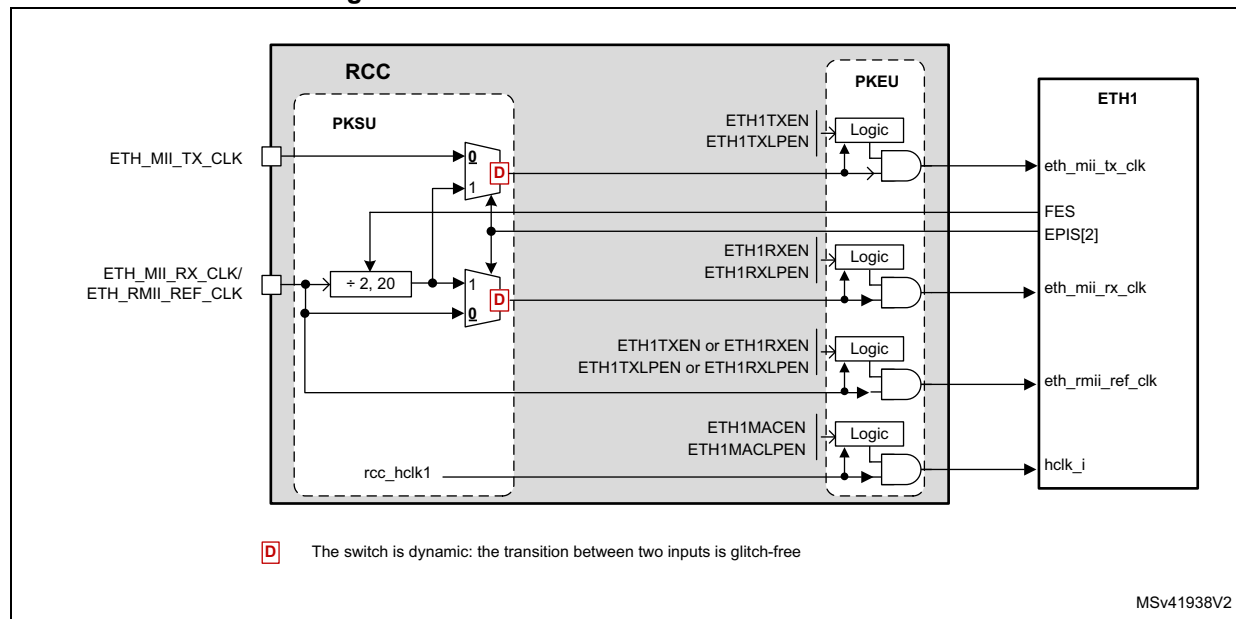 RCC
PKSU
PKEU
ETH1
ETH_MII_TX_CLK
0
D
1
ETH1TXEN
ETH1TXLPEN
Logic
eth_mii_tx_clk
FES
EPIS[2]
ETH_MII_RX_CLK/
ETH_RMII_REF_CLK
÷ 2, 20
1
D
0
ETH1RXEN
ETH1RXLPEN
Logic
eth_mii_rx_clk
ETH1TXEN or ETH1RXEN
ETH1TXLPEN or ETH1RXLPEN
Logic
eth_rmii_ref_clk
ETH1MACEN
ETH1MACLPEN
Logic
rcc_hclk1
hclk_i
D The switch is dynamic: the transition between two inputs is glitch-free
MSv41938V2